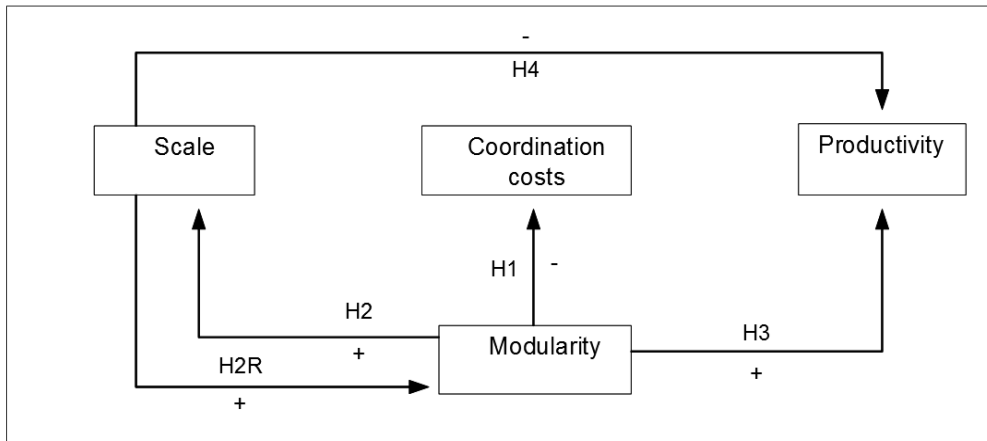 -
H4
Scale
Coordination
costs
Productivity
H1
-
H2
+
H2R
+
Modularity
H3
+